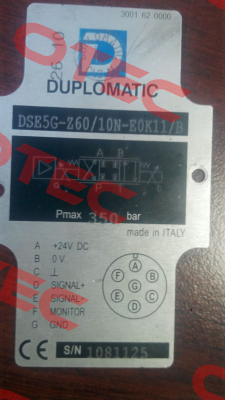 3001 62 0000
26 10
DUPLOMATIC
DSE5G-Z60/10N-E0K11/B
A B
P T
Pmax 350 bar
made in ITALY
A +24V DC
B 0V
C ⊥
D SIGNAL+
E SIGNAL-
F MONITOR
G GND
A
F B
G
E C
D
CE S/N 1081125
OTEC